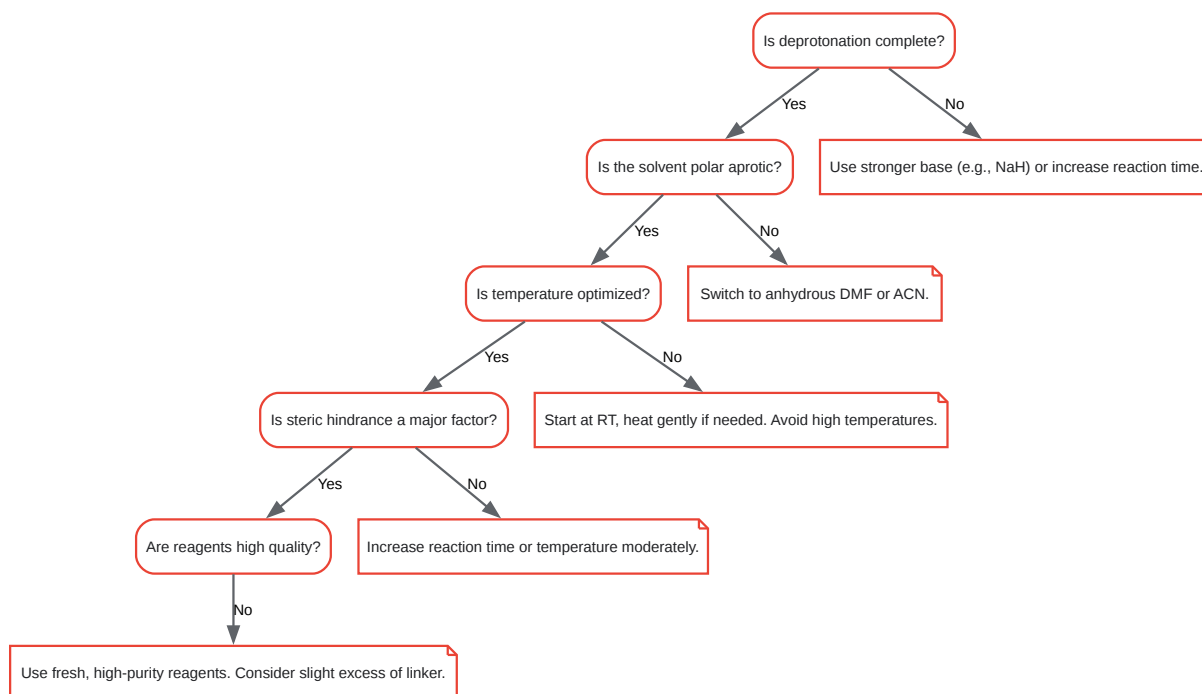 Is deprotonation complete?
Yes
No
Is the solvent polar aprotic?
Use stronger base (e.g., NaH) or increase reaction time.
Yes
No
Is temperature optimized?
Switch to anhydrous DMF or ACN.
Yes
No
Is steric hindrance a major factor?
Start at RT, heat gently if needed. Avoid high temperatures.
Yes
No
Are reagents high quality?
Increase reaction time or temperature moderately.
No
Use fresh, high-purity reagents. Consider slight excess of linker.